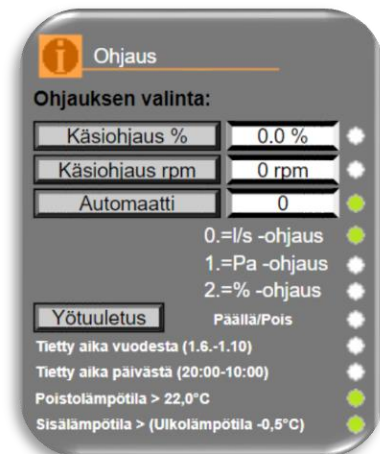 Ohjaus
Ohjauksen valinta:
Käsiohjaus % 0.0 %
Käsiohjaus rpm 0 rpm
Automaatti 0
0.=l/s -ohjaus
1.=Pa -ohjaus
2.=% -ohjaus
Yötuuletus Päällä/Pois
Tietty aika vuodesta (1.6.-1.10)
Tietty aika päivästä (20:00-10:00)
Poistolämpötila > 22,0°C
Sisälämpötila > (Ulkolämpötila -0,5°C)